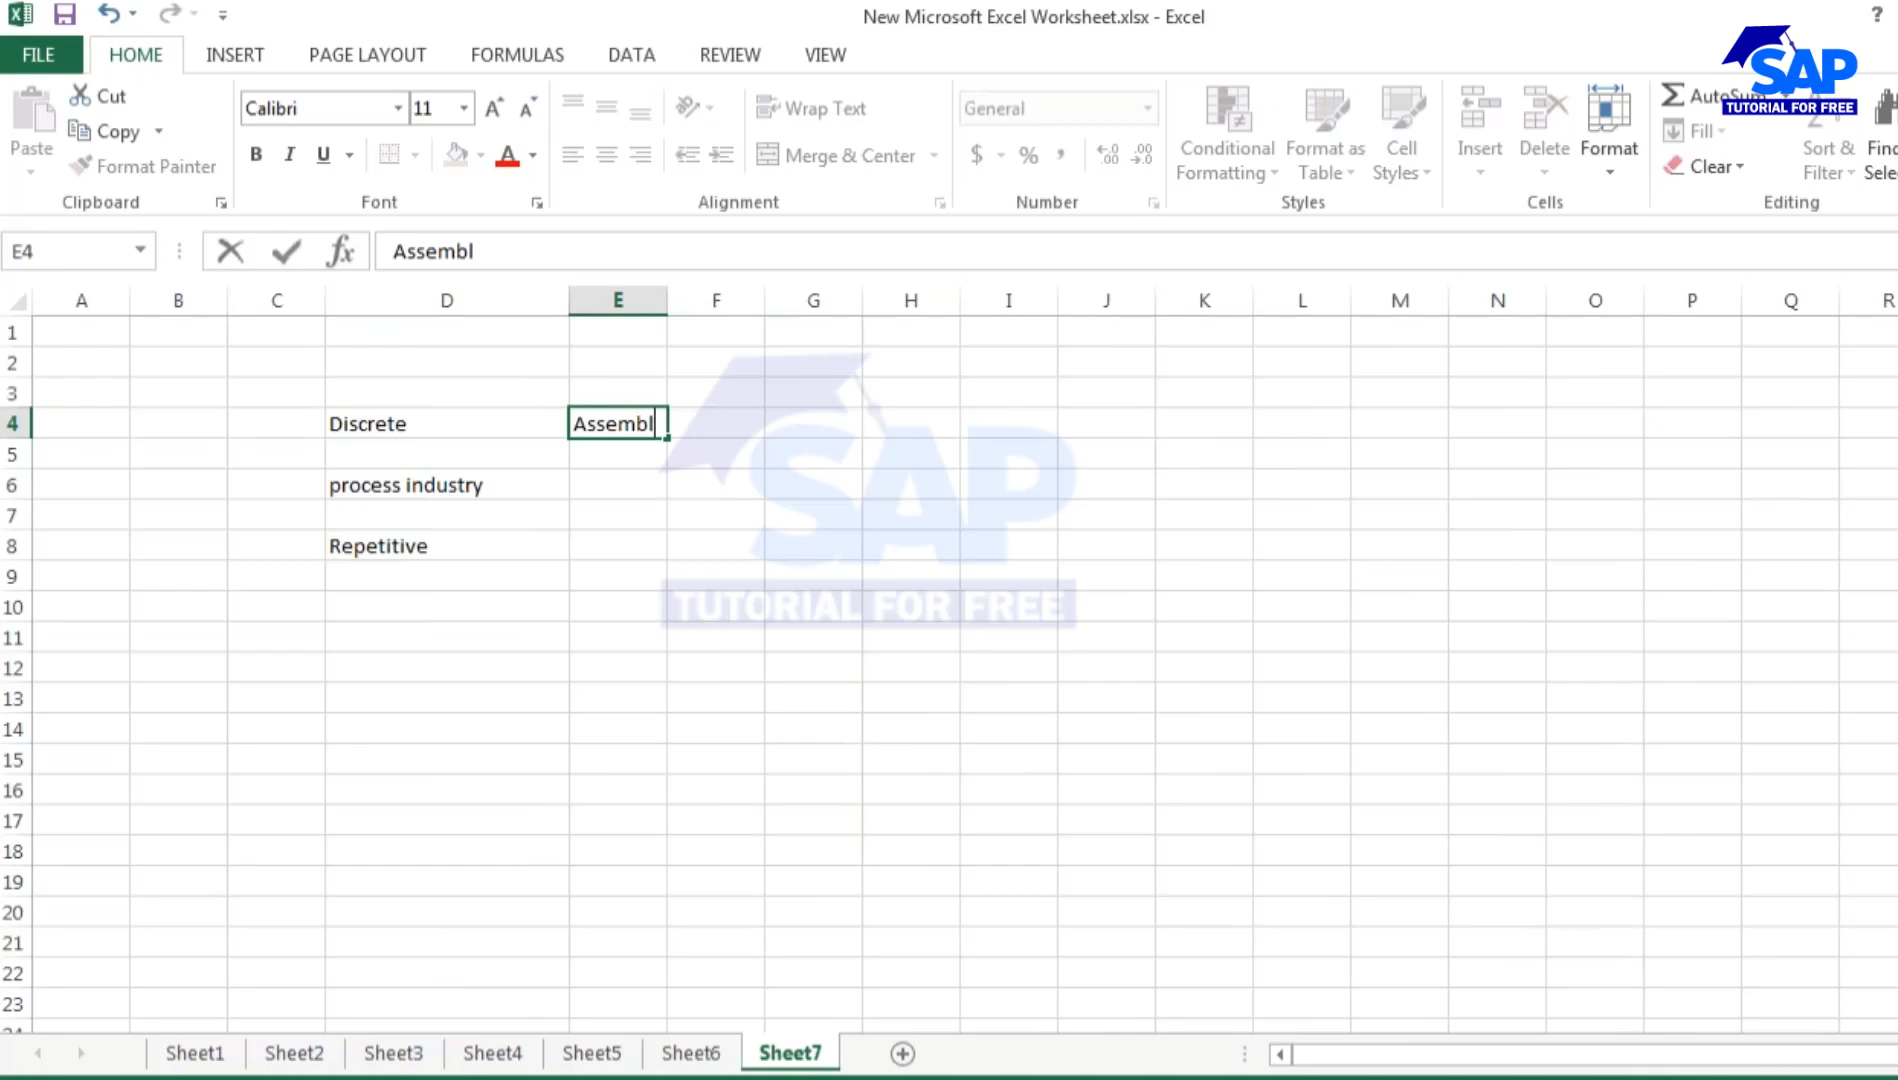 New Microsoft Excel Worksheet.xlsx - Excel
?
FILE HOME INSERT PAGE LAYOUT FORMULAS DATA REVIEW VIEW
SAP
TUTORIAL FOR FREE
Paste
Cut
Copy
Format Painter
Clipboard
Calibri 11
B I U
Font
Wrap Text
Merge & Center
Alignment
General
$ % ,
Number
Conditional Formatting
Format as Table
Cell Styles
Styles
Insert Delete Format
Cells
Fill
Clear
Sort & Filter
Editing
E4 fx Assembl
A B C D E F G H I J K L M N O P Q R
1
2
3
4 Discrete Assembl
5
6 process industry
7
8 Repetitive
9
10
11
12
13
14
15
16
17
18
19
20
21
22
23
SAP
TUTORIAL FOR FREE
Sheet1 Sheet2 Sheet3 Sheet4 Sheet5 Sheet6 Sheet7